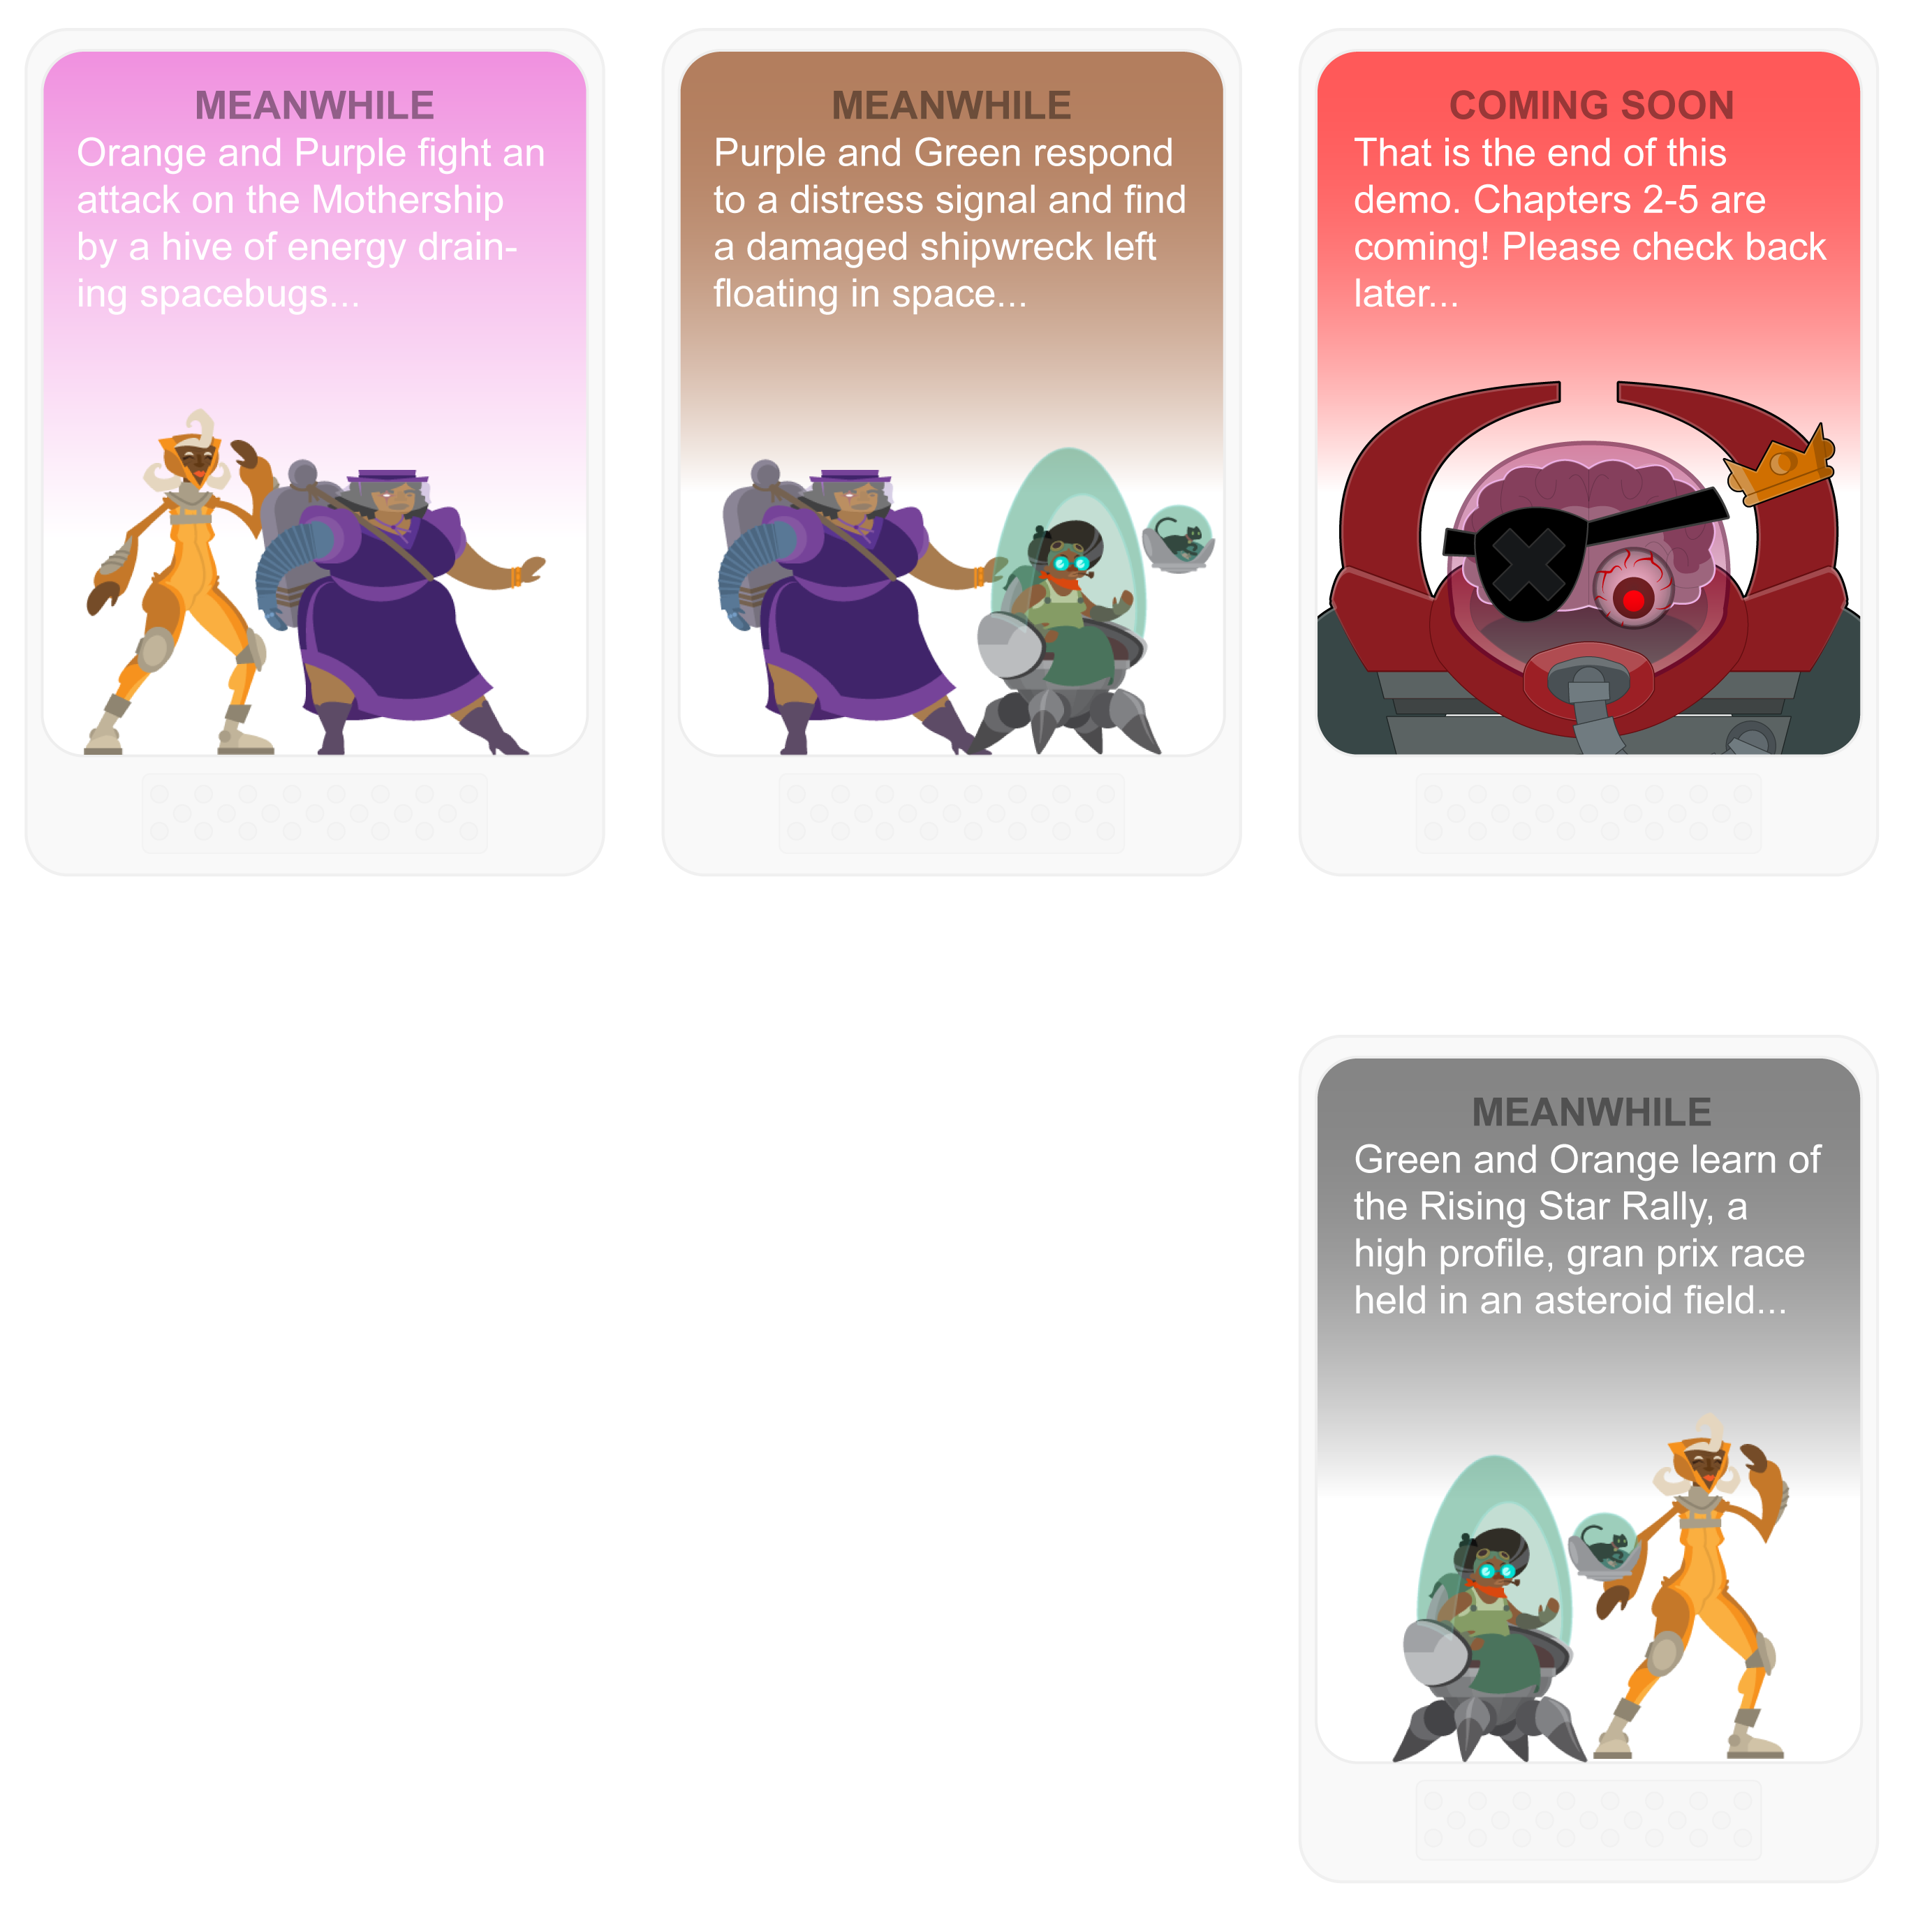 MEANWHILE
Orange and Purple fight an
attack on the Mothership
by a hive of energy drain-
ing spacebugs...
MEANWHILE
Purple and Green respond
to a distress signal and find
a damaged shipwreck left
floating in space...
COMING SOON
That is the end of this
demo. Chapters 2-5 are
coming! Please check back
later...
MEANWHILE
Green and Orange learn of
the Rising Star Rally, a
high profile, gran prix race
held in an asteroid field...